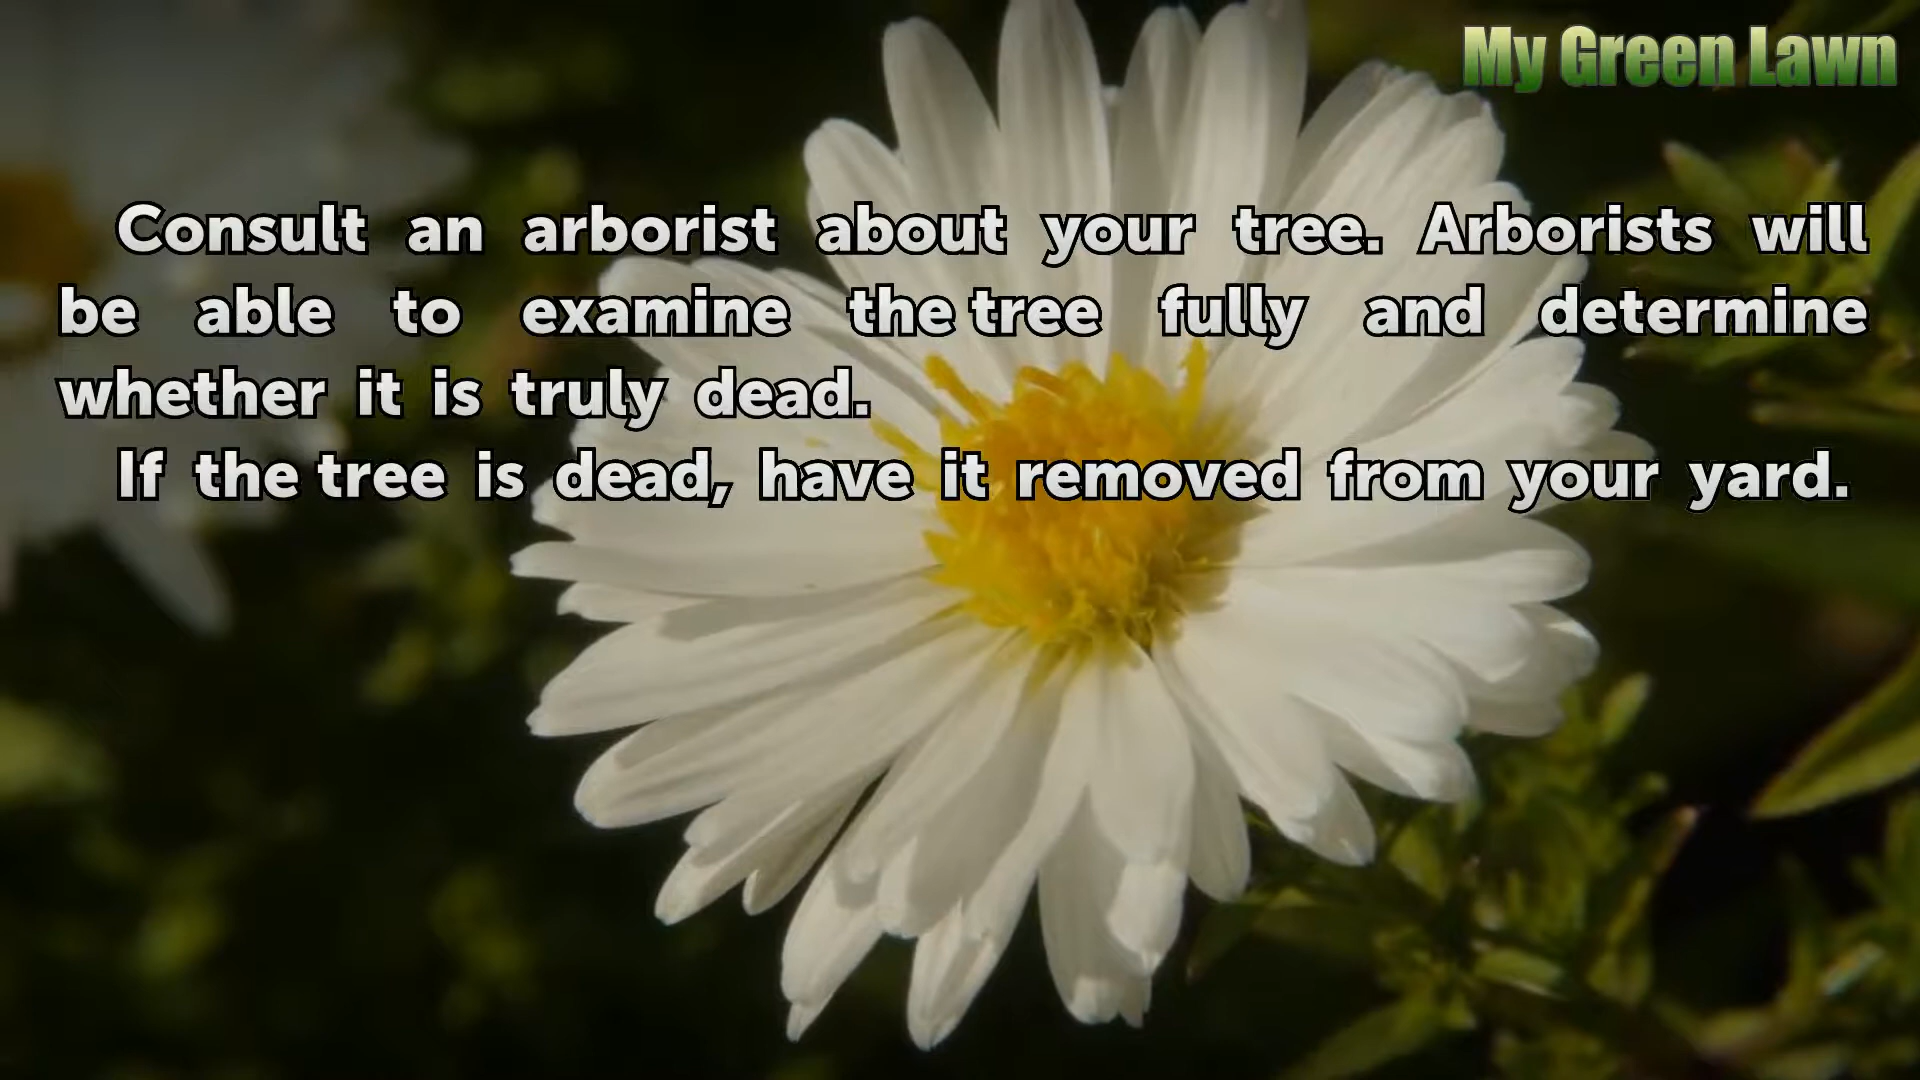 My Green Lawn
Consult an arborist about your tree. Arborists will
be able to examine the tree fully and determine
whether it is truly dead.
If the tree is dead, have it removed from your yard.